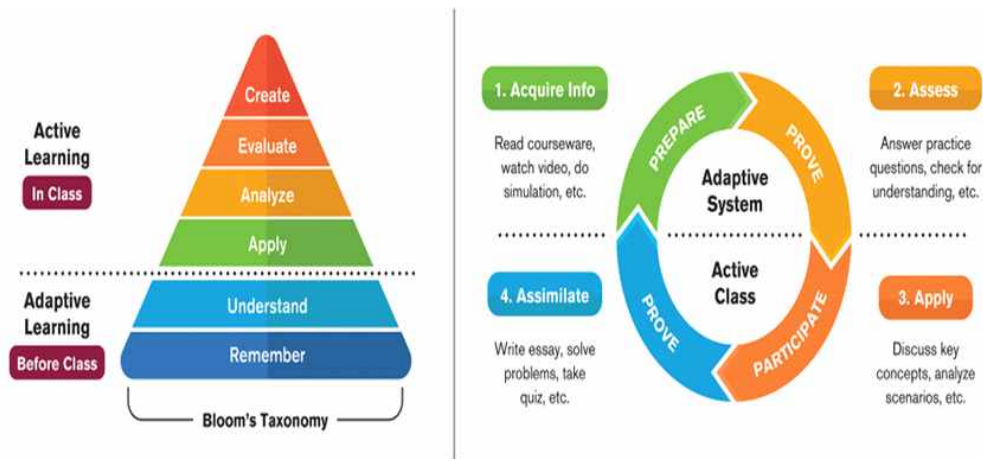 Create
Evaluate
Analyze
Apply
Understand
Remember
Active
Learning
In Class
Adaptive
Learning
Before Class
Bloom's Taxonomy
1. Acquire Info
Read courseware,
watch video, do
simulation, etc.
2. Assess
Answer practice
questions, check for
understanding, etc.
PREPARE
PROVE
Adaptive
System
Active
Class
PROVE
PARTICIPATE
4. Assimilate
Write essay, solve
problems, take
quiz, etc.
3. Apply
Discuss key
concepts, analyze
scenarios, etc.